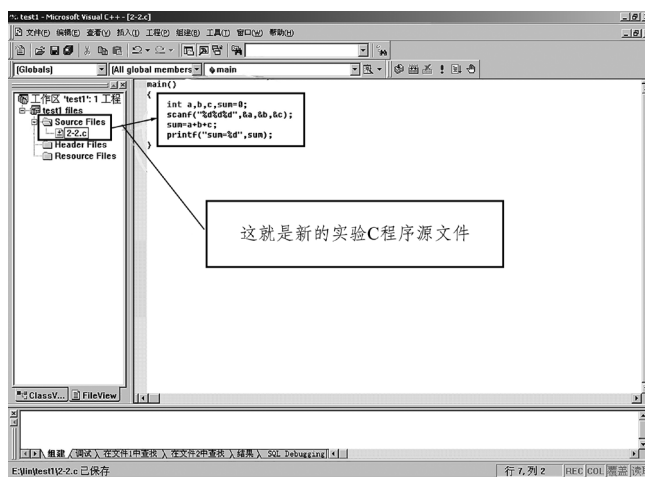 test1 - Microsoft Visual C++ - [2-2.c]
文件(F) 编辑(E) 查看(V) 插入(I) 工程(P) 组建(B) 工具(T) 窗口(W) 帮助(H)
(Globals) [All global members main
工作区 'test1': 1 工程
test1 files
Source Files
2-2.c
Header Files
Resource Files
main()
{
int a,b,c,sum=0;
scanf("%d%d%d",&a,&b,&c);
sum=a+b+c;
printf("sum=%d",sum);
}
这就是新的实验C程序源文件
ClassV... FileView
组建 调试 在文件1中查找 在文件2中查找 结果 SQL Debugging
E:\lin\test1\2-2.c 已保存 行 7, 列 2 REC COL 覆盖